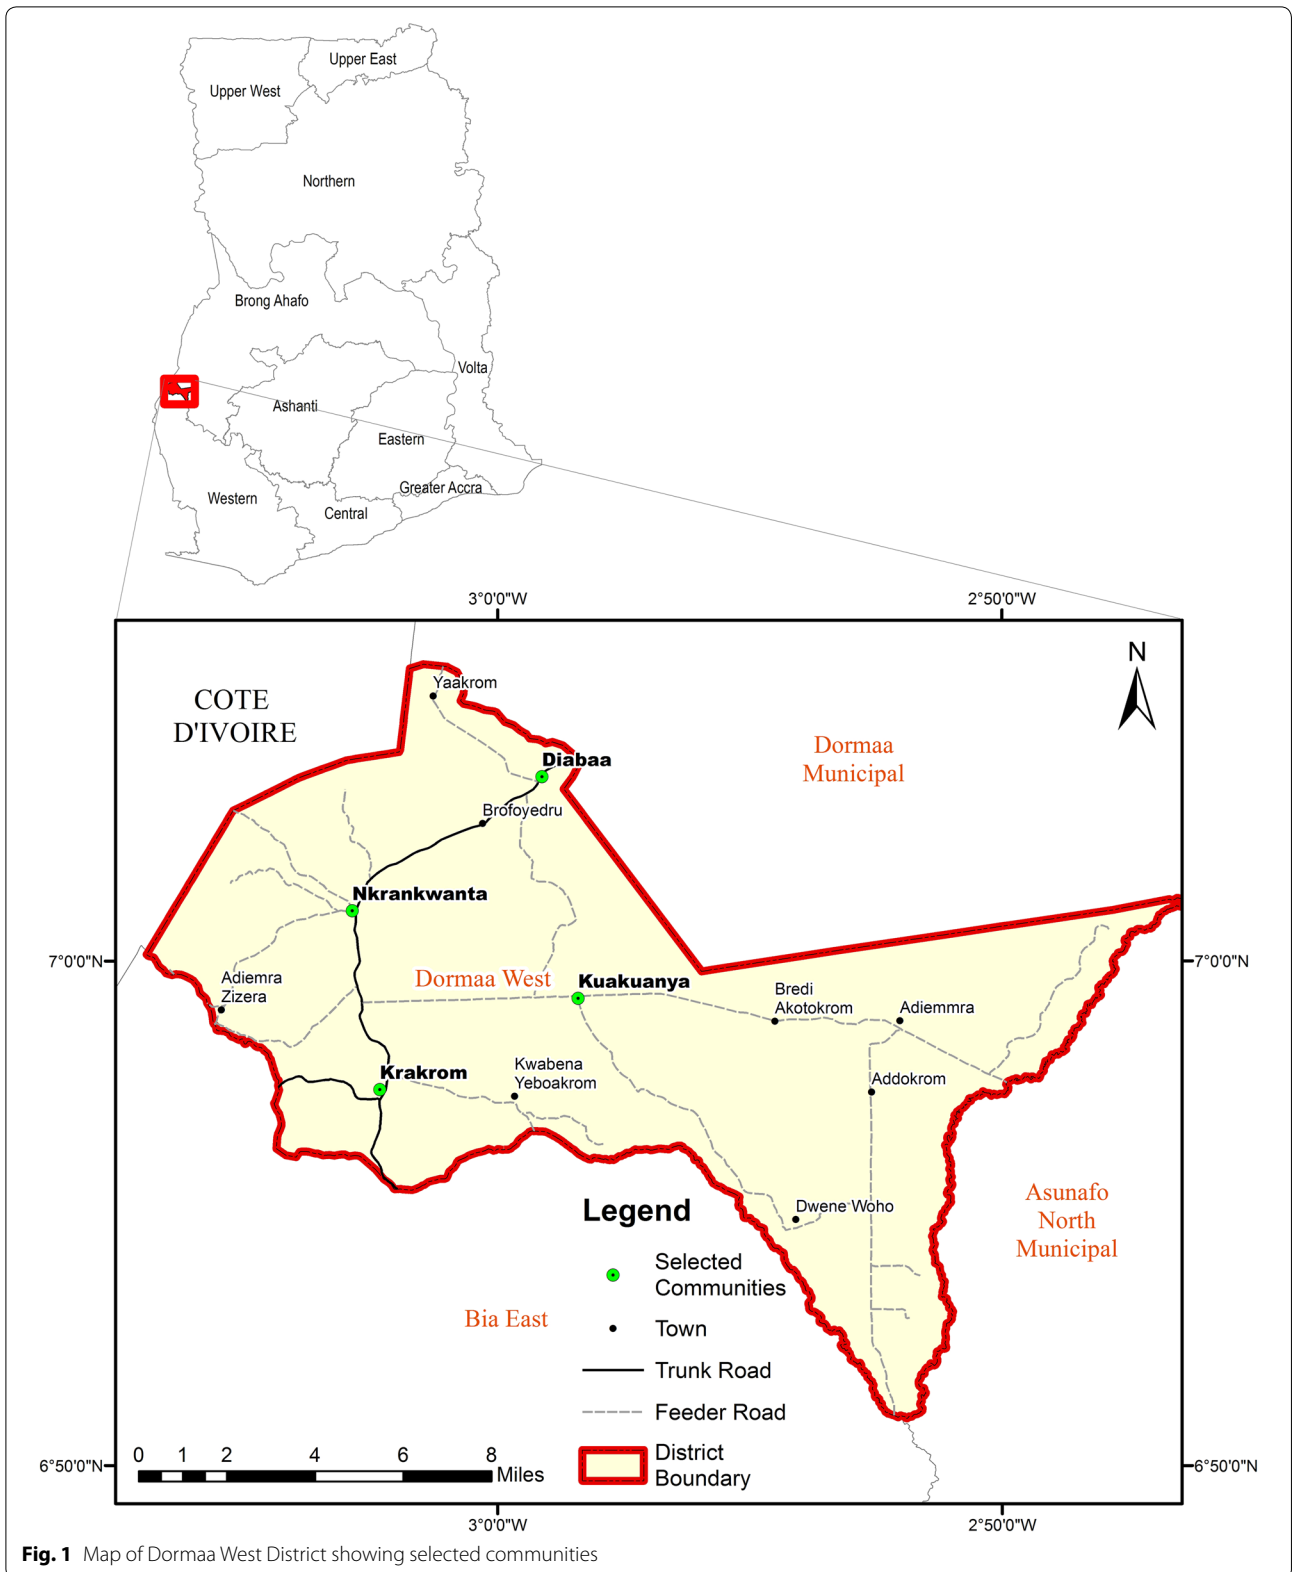 Upper East
Upper West
Northern
Brong Ahafo
Volta
Ashanti
Eastern
Greater Accra
Western
Central
3°0'0"W
2°50'0"W
N
COTE
D'IVOIRE
Yaakrom
Dormaa
Municipal
Diabaa
Brofoyedru
Nkrankwanta
7°0'0"N
7°0'0"N
Dormaa West
Kuakuanya
Adiemra
Zizera
Bredi
Akotokrom
Adiemmra
Krakrom
Kwabena
Yeboakrom
Addokrom
Dwene Woho
Asunafo
North
Municipal
Bia East
Legend
Selected
Communities
Town
Trunk Road
Feeder Road
District
Boundary
0 1 2 4 6 8
Miles
6°50'0"N
6°50'0"N
3°0'0"W
2°50'0"W
Fig. 1 Map of Dormaa West District showing selected communities